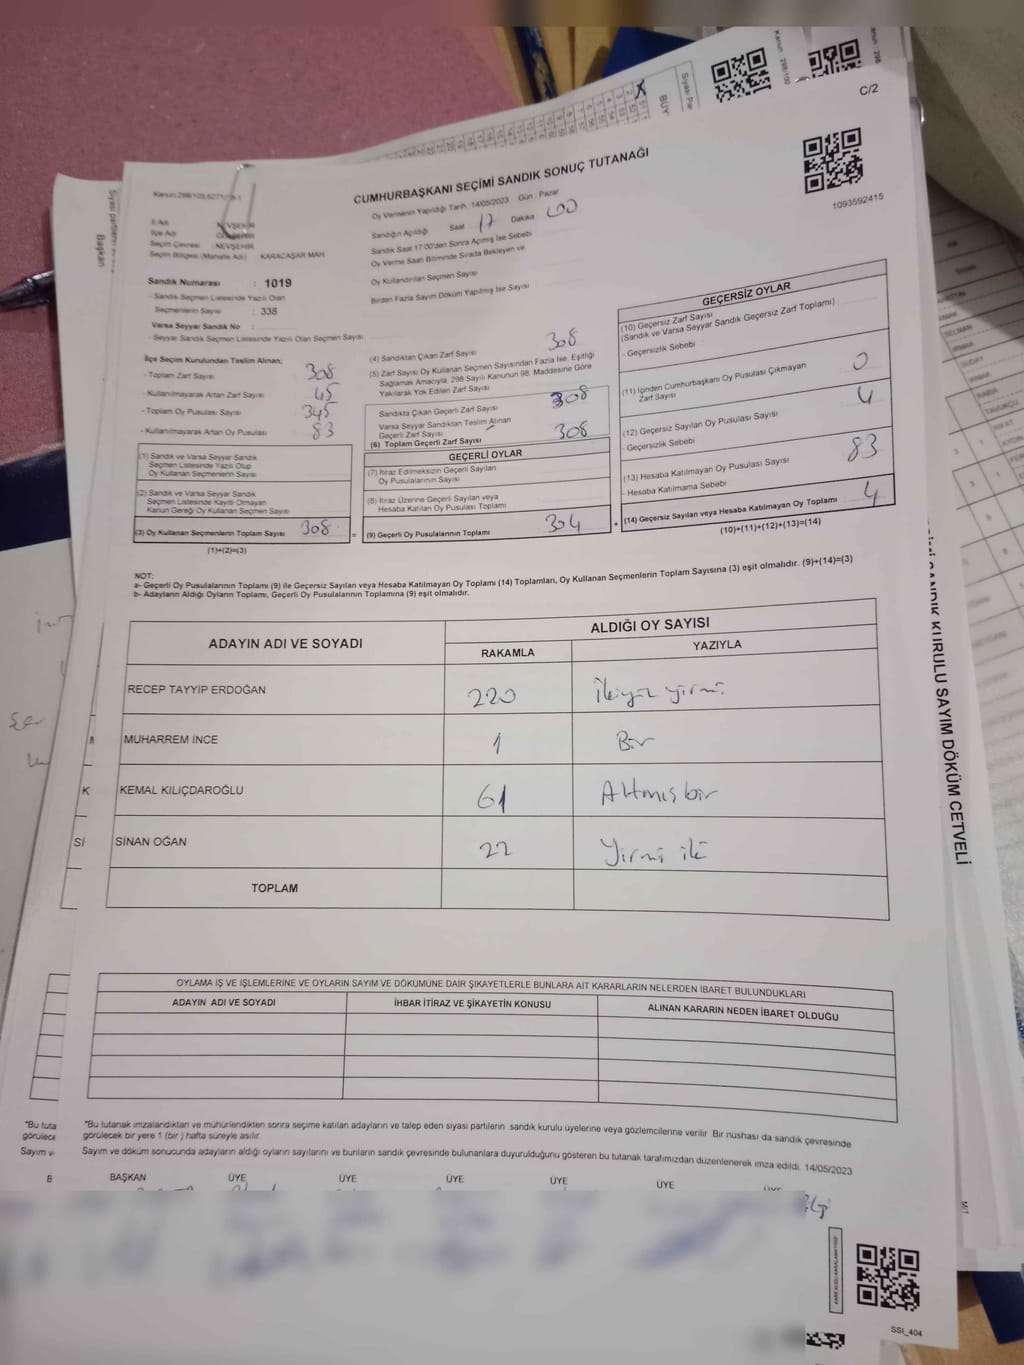 C/2
Kanun: 298/100
Siyasi Par
BÜY
1093592415
CUMHURBAŞKANI SEÇİMİ SANDIK SONUÇ TUTANAĞI
Oy Vermenin Yapıldığı Tarih : 14/05/2023 Gün : Pazar
Sandığın Açıldığı Saat 17 Dakika 00
Sandık Saat 17:00'den Sonra Açılmış İse Sebebi
Oy Verme Saati Bitiminde Sırada Bekleyen ve
Oy Kullandırılan Seçmen Sayısı
Birden Fazla Sayım Döküm Yapılmış İse Sayısı
İl Adı : NEVŞEHİR
İlçe Adı
Seçim Çevresi : NEVŞEHİR
Seçim Bölgesi (Mahalle Adı) KARACAŞAR MAH
Sandık Numarası : 1019
- Sandık Seçmen Listesinde Yazılı Olan
Seçmenlerin Sayısı : 338
Varsa Seyyar Sandık No :
- Seyyar Sandık Seçmen Listesinde Yazılı Olan Seçmen Sayısı
İlçe Seçim Kurulundan Teslim Alınan;
- Toplam Zarf Sayısı 308
- Kullanılmayarak Artan Zarf Sayısı 45
- Toplam Oy Pusulası Sayısı 345
- Kullanılmayarak Artan Oy Pusulası 83
(1) Sandık ve Varsa Seyyar Sandık
Seçmen Listesinde Yazılı Olup
Oy Kullanan Seçmenlerin Sayısı
(2) Sandık ve Varsa Seyyar Sandık
Seçmen Listesinde Kayıtlı Olmayan
Kanun Gereği Oy Kullanan Seçmen Sayısı
(3) Oy Kullanan Seçmenlerin Toplam Sayısı 308 =
(1)+(2)=(3)
(4) Sandıktan Çıkan Zarf Sayısı 308
(5) Zarf Sayısı Oy Kullanan Seçmen Sayısından Fazla İse, Eşitliği
Sağlamak Amacıyla, 298 Sayılı Kanunun 98. Maddesine Göre
Yakılarak Yok Edilen Zarf Sayısı
Sandıkta Çıkan Geçerli Zarf Sayısı 308
Varsa Seyyar Sandıktan Teslim Alınan
Geçerli Zarf Sayısı
(6) Toplam Geçerli Zarf Sayısı 308
GEÇERLİ OYLAR
(7) İtiraz Edilmeksizin Geçerli Sayılan
Oy Pusulalarının Sayısı
(8) İtiraz Üzerine Geçerli Sayılan veya
Hesaba Katılan Oy Pusulası Toplamı
(9) Geçerli Oy Pusulalarının Toplamı 304 +
GEÇERSİZ OYLAR
(10) Geçersiz Zarf Sayısı
(Sandık ve Varsa Seyyar Sandık Geçersiz Zarf Toplamı)
- Geçersizlik Sebebi
(11) İçinden Cumhurbaşkanı Oy Pusulası Çıkmayan
Zarf Sayısı 0
(12) Geçersiz Sayılan Oy Pusulası Sayısı 4
- Geçersizlik Sebebi
(13) Hesaba Katılmayan Oy Pusulası Sayısı 83
- Hesaba Katılmama Sebebi
(14) Geçersiz Sayılan veya Hesaba Katılmayan Oy Toplamı 4
(10)+(11)+(12)+(13)=(14)
NOT:
a- Geçerli Oy Pusulalarının Toplamı (9) ile Geçersiz Sayılan veya Hesaba Katılmayan Oy Toplamı (14) Toplamları, Oy Kullanan Seçmenlerin Toplam Sayısına (3) eşit olmalıdır. (9)+(14)=(3)
b- Adayların Aldığı Oyların Toplamı, Geçerli Oy Pusulalarının Toplamına (9) eşit olmalıdır.
ADAYIN ADI VE SOYADI
ALDIĞI OY SAYISI
RAKAMLA YAZIYLA
RECEP TAYYİP ERDOĞAN 220 İkiyüz yirmi
MUHARREM İNCE 1 Bir
KEMAL KILIÇDAROĞLU 61 Altmış bir
SİNAN OĞAN 22 Yirmi iki
TOPLAM
OYLAMA İŞ VE İŞLEMLERİNE VE OYLARIN SAYIM VE DÖKÜMÜNE DAİR ŞİKAYETLERLE BUNLARA AİT KARARLARIN NELERDEN İBARET BULUNDUKLARI
ADAYIN ADI VE SOYADI İHBAR İTİRAZ VE ŞİKAYETİN KONUSU ALINAN KARARIN NEDEN İBARET OLDUĞU
*Bu tutanak imzalandıktan ve mühürlendikten sonra seçime katılan adayların ve talep eden siyasi partilerin sandık kurulu üyelerine veya gözlemcilerine verilir. Bir nüshası da sandık çevresinde
görülecek bir yere 1 (bir) hafta süreyle asılır.
Sayım ve döküm sonucunda adayların aldığı oyların sayılarını ve bunların sandık çevresinde bulunanlara duyurulduğunu gösteren bu tutanak tarafımızdan düzenlenerek imza edildi. 14/05/2023
BAŞKAN ÜYE ÜYE ÜYE ÜYE ÜYE
SSI_404
Başkan
*Bu tuta
görülece
Sayım v
SANDIK KURULU SAYIM DÖKÜM CETVELİ